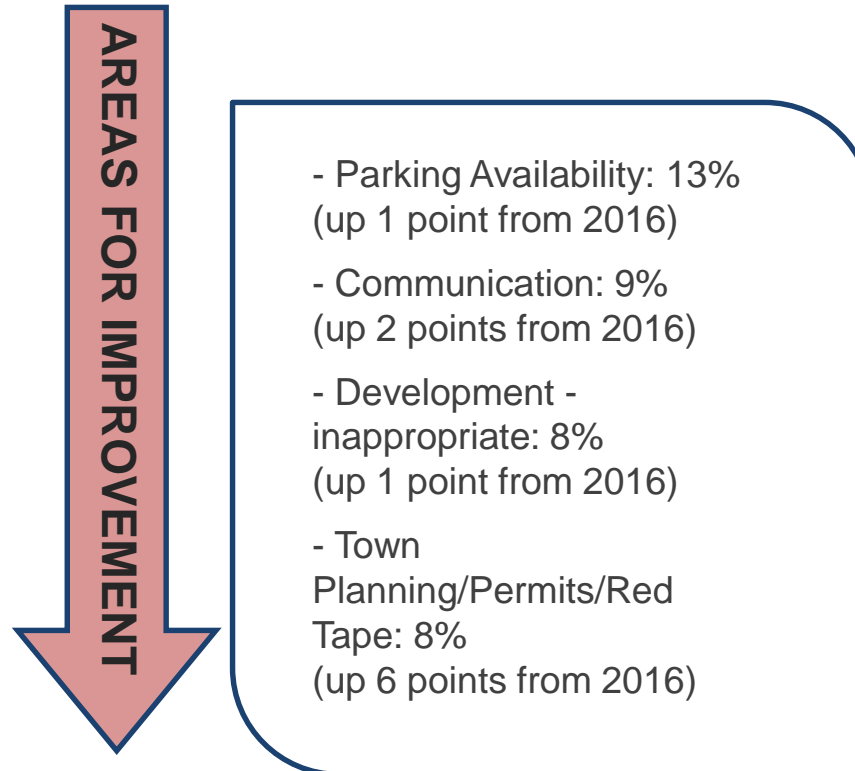 AREAS FOR IMPROVEMENT
- Parking Availability: 13%
(up 1 point from 2016)
- Communication: 9%
(up 2 points from 2016)
- Development -
inappropriate: 8%
(up 1 point from 2016)
- Town
Planning/Permits/Red
Tape: 8%
(up 6 points from 2016)